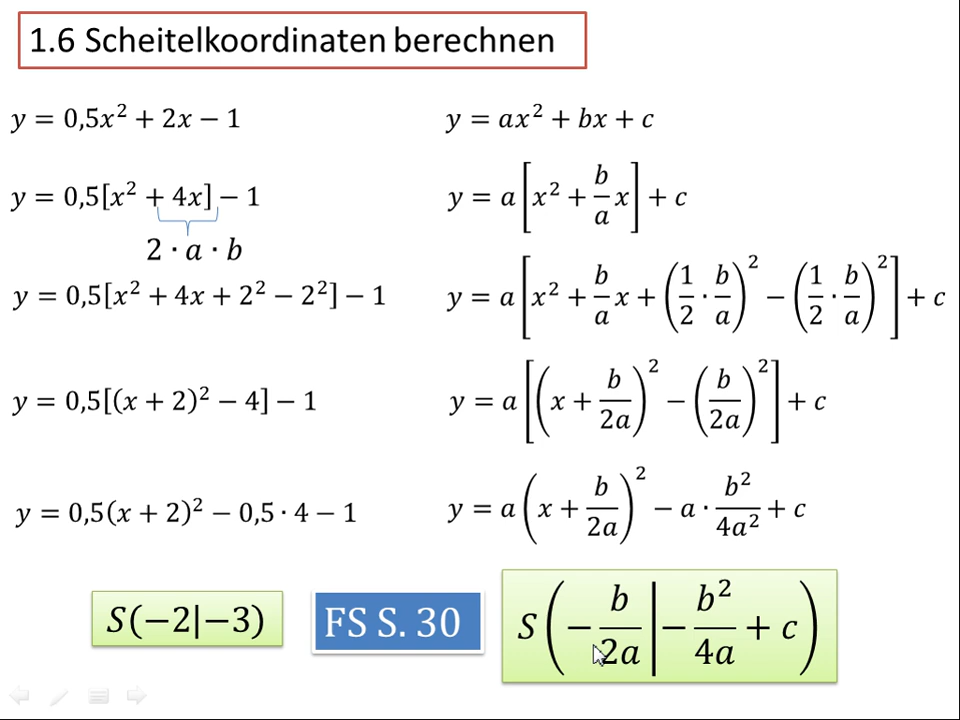 1.6 Scheitelkoordinaten berechnen
y = 0,5x² + 2x − 1
y = 0,5[x² + 4x] − 1
2 · a · b
y = 0,5[x² + 4x + 2² − 2²] − 1
y = 0,5[(x + 2)² − 4] − 1
y = 0,5(x + 2)² − 0,5 · 4 − 1
S(−2|−3)
y = ax² + bx + c
y = a[x² + b/a x] + c
y = a[x² + b/a x + (1/2 · b/a)² − (1/2 · b/a)²] + c
y = a[(x + b/2a)² − (b/2a)²] + c
y = a(x + b/2a)² − a · b²/4a² + c
FS S. 30
S(−b/2a | −b²/4a + c)